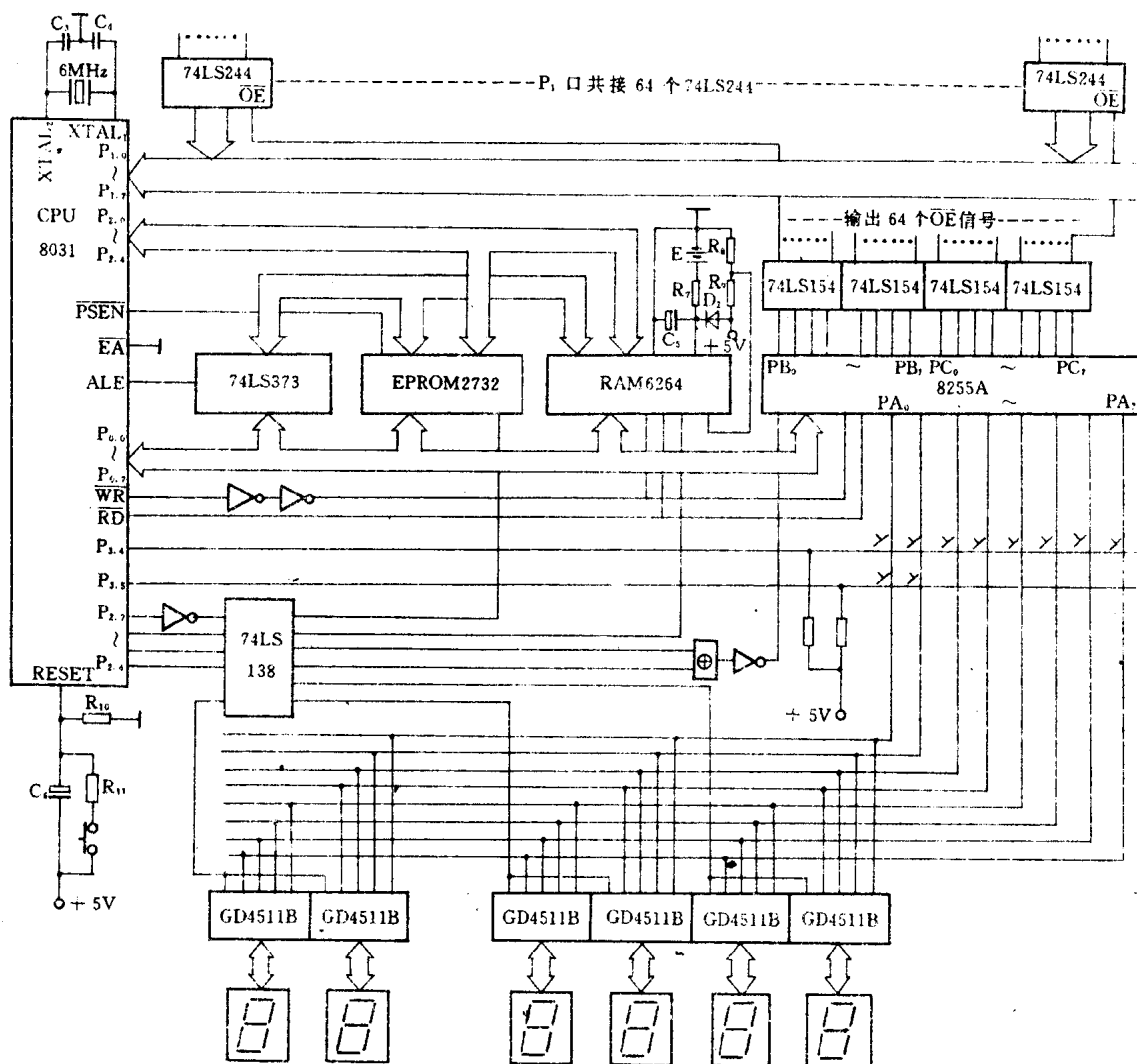 C₃ C₄
6MHz
74LS244
OE
P₁ 口共接 64 个 74LS244
74LS244
OE
XTAL₂
XTAL₁
P₁.₀
~
P₁.₇
CPU
8031
P₂.₀
~
P₂.₄
输出 64 个 OE 信号
E
R₈
R₇
R₉
D₂
C₅
+5V
74LS154
74LS154
74LS154
74LS154
PSEN
EA
ALE
74LS373
EPROM2732
RAM6264
PB₀ ~ PB₇ PC₀ ~ PC₇
8255A
PA₀ ~ PA₇
P₀.₀
~
P₀.₇
WR
RD
P₃.₄
P₃.₅
P₂.₇
~
P₂.₄
74LS
138
⊕
RESET
R₁₀
+5V
C₆
R₁₁
+5V
GD4511B
GD4511B
GD4511B
GD4511B
GD4511B
GD4511B